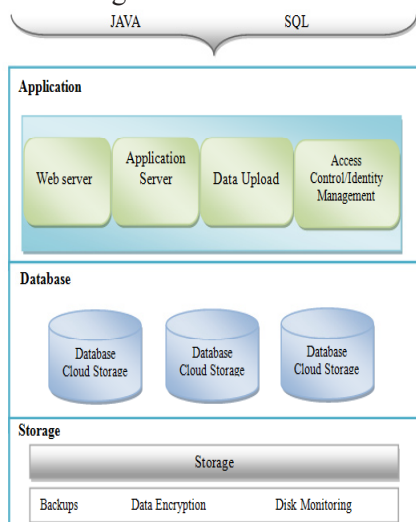 JAVA SQL
Application
Web server
Application
Server
Data Upload
Access
Control/Identity
Management
Database
Database
Cloud Storage
Database
Cloud Storage
Database
Cloud Storage
Storage
Storage
Backups Data Encryption Disk Monitoring